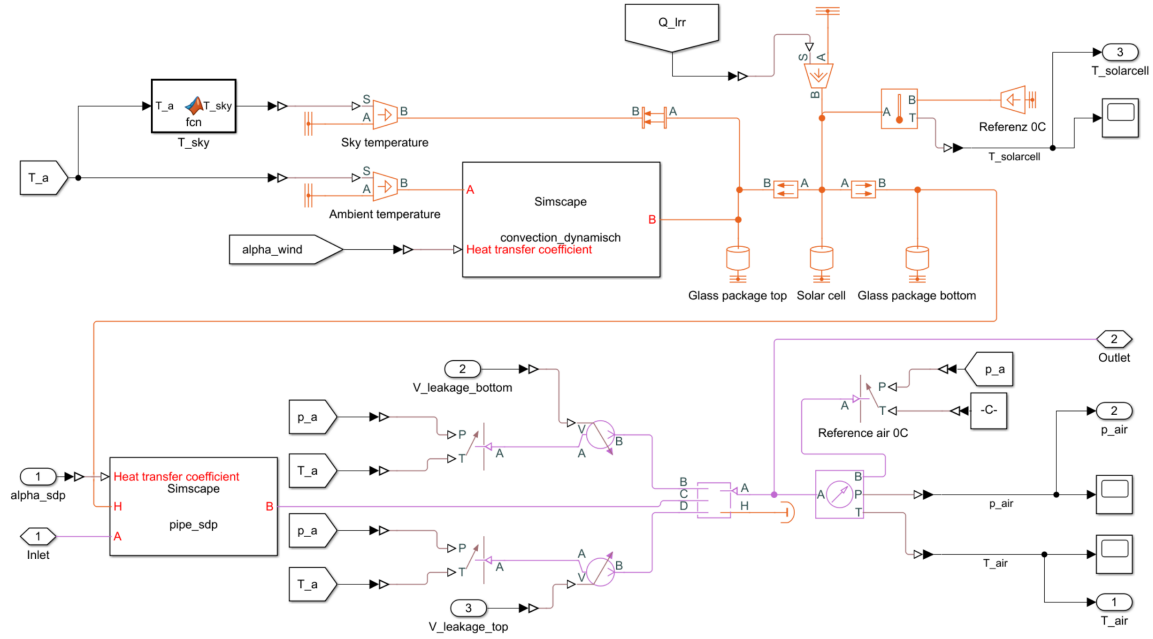 Q_Irr
S
A
B
3
T_solarcell
T_a
T_sky
fcn
T_sky
S
A
B
Sky temperature
B
A
A
B
T
Referenz 0C
T_solarcell
T_a
S
A
B
Ambient temperature
A
Simscape
convection_dynamisch
B
Heat transfer coefficient
alpha_wind
B
A
A
B
Glass package top
Solar cell
Glass package bottom
2
V_leakage_bottom
2
Outlet
p_a
P
T
A
-C-
Reference air 0C
2
p_air
p_a
T_a
P
T
A
V
A
B
1
alpha_sdp
Heat transfer coefficient
Simscape
H
pipe_sdp
B
A
1
Inlet
B
C
D
A
H
A
B
P
T
p_air
p_a
T_a
P
T
A
A
V
B
T_air
3
V_leakage_top
1
T_air